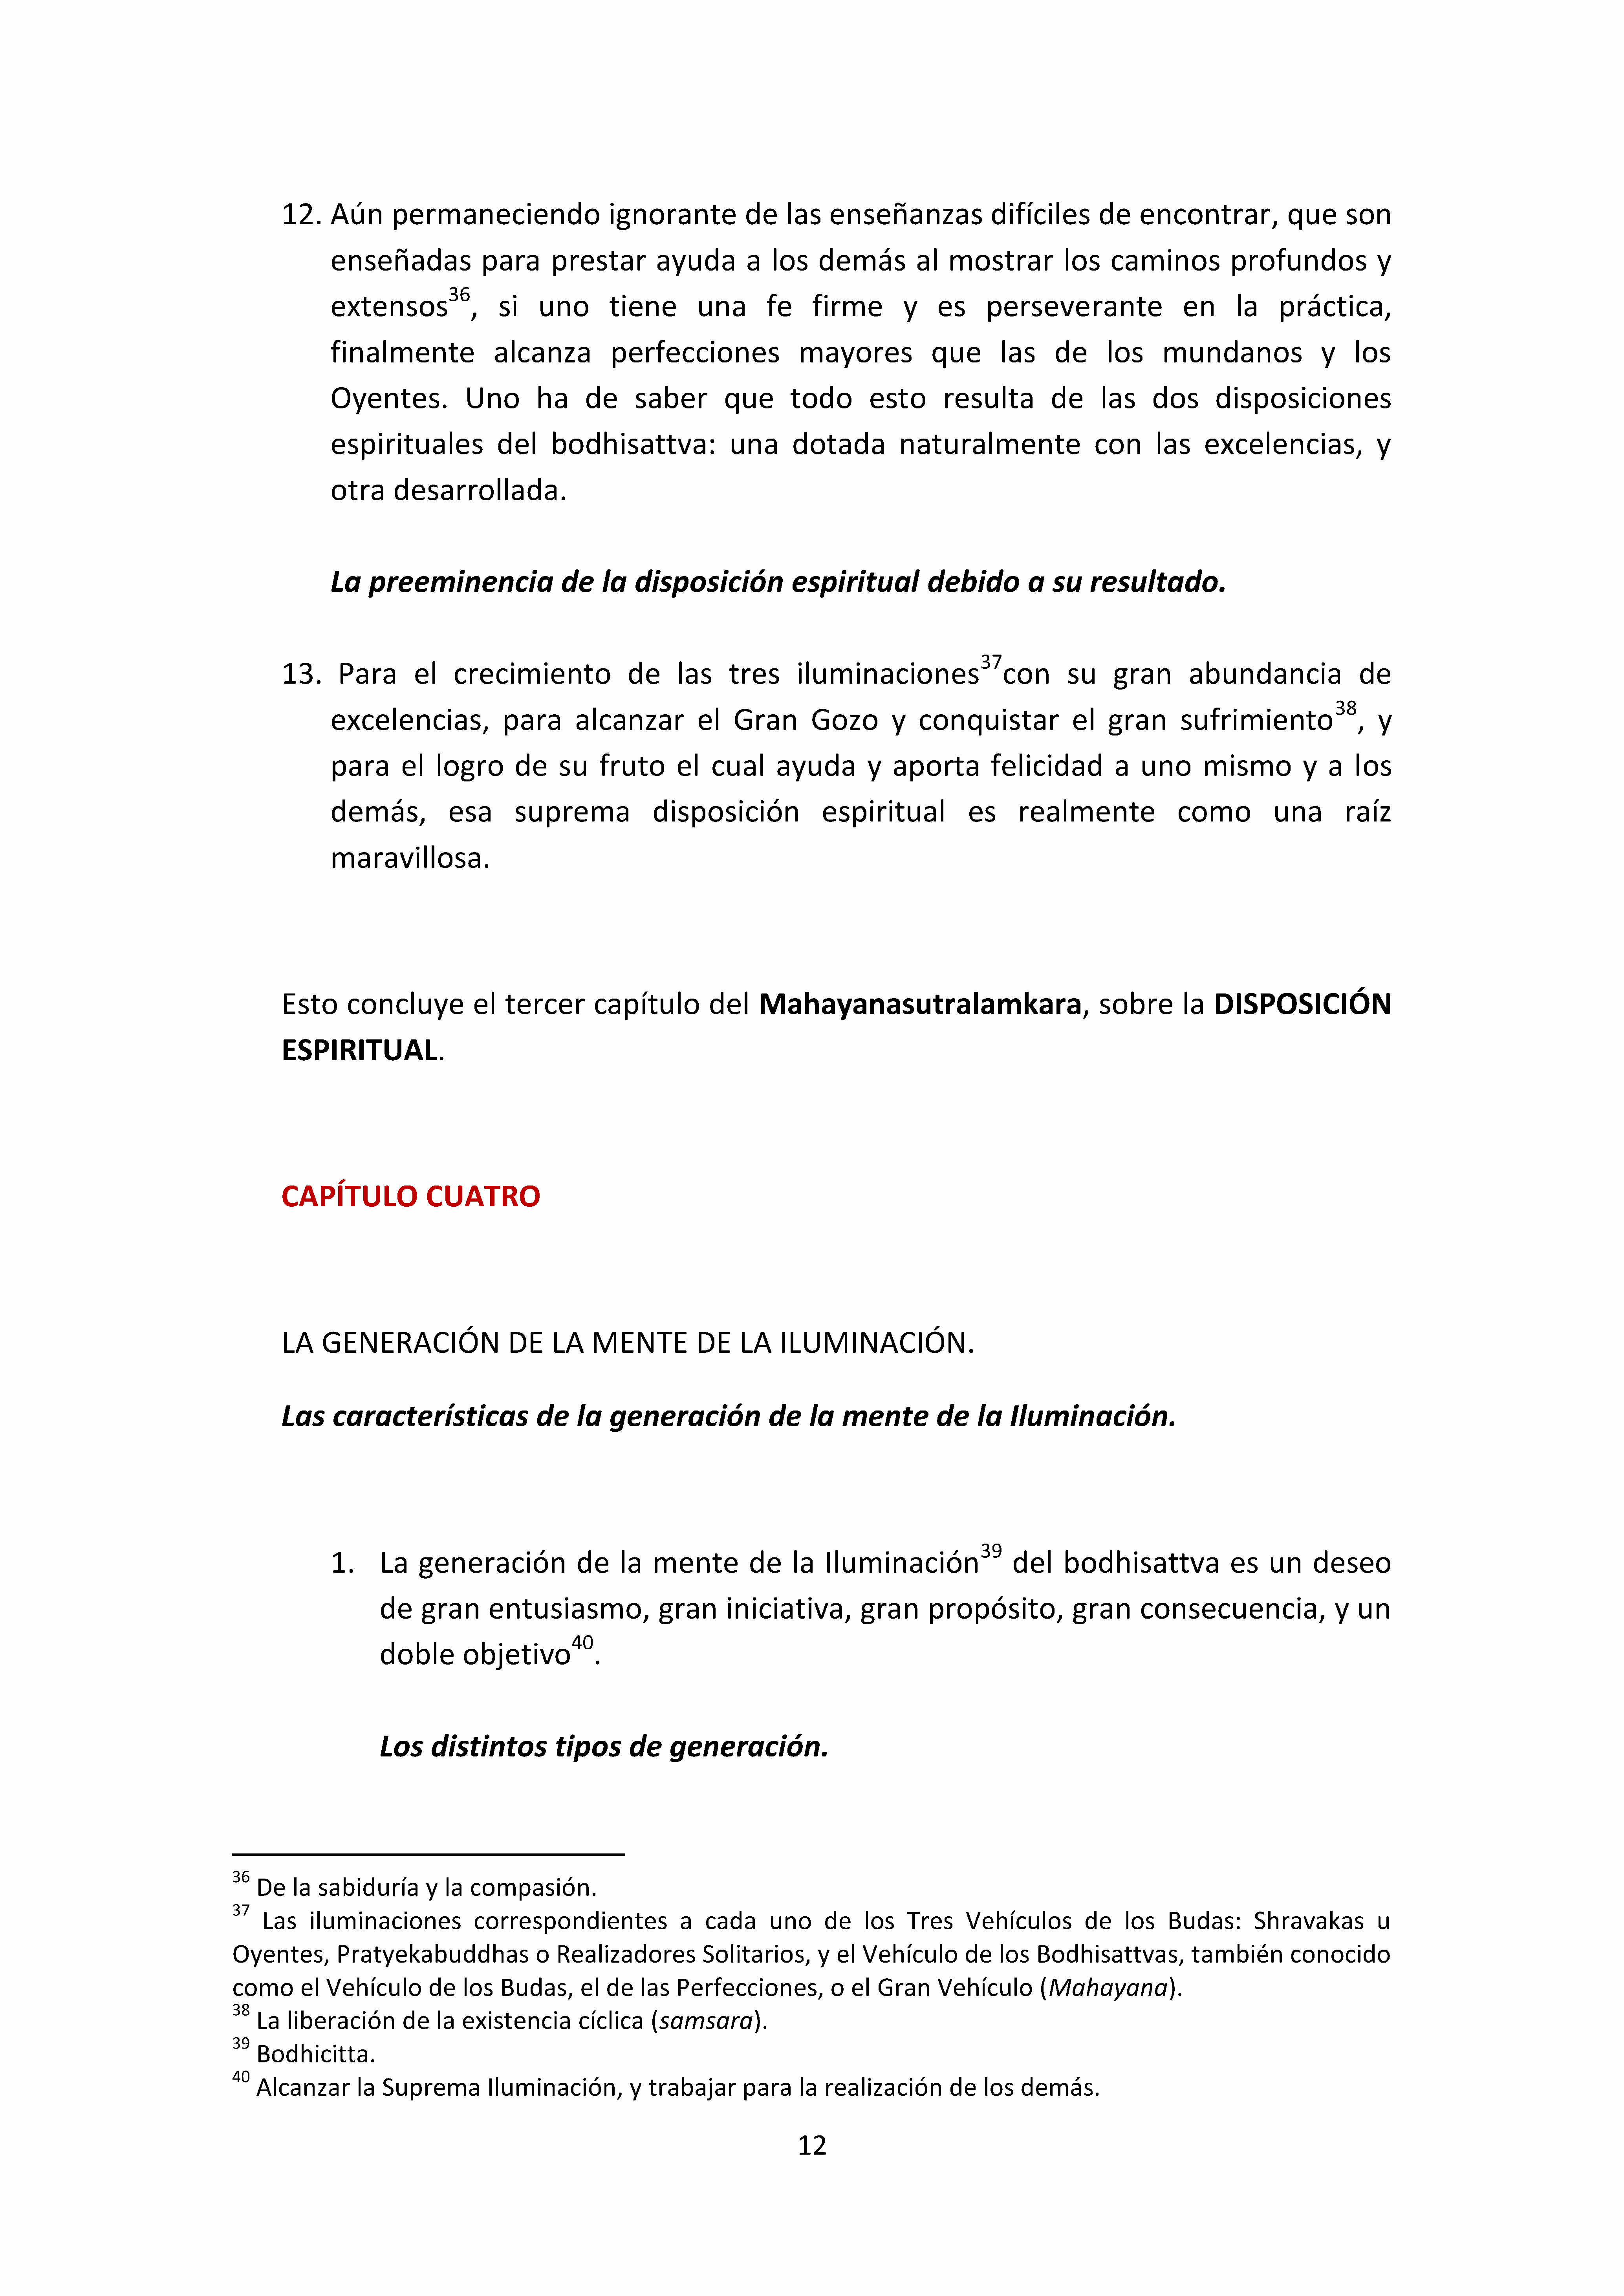 12. Aún permaneciendo ignorante de las enseñanzas difíciles de encontrar, que son
enseñadas para prestar ayuda a los demás al mostrar los caminos profundos y
extensos36, si uno tiene una fe firme y es perseverante en la práctica,
finalmente alcanza perfecciones mayores que las de los mundanos y los
Oyentes. Uno ha de saber que todo esto resulta de las dos disposiciones
espirituales del bodhisattva: una dotada naturalmente con las excelencias, y
otra desarrollada.
La preeminencia de la disposición espiritual debido a su resultado.
13. Para el crecimiento de las tres iluminaciones37con su gran abundancia de
excelencias, para alcanzar el Gran Gozo y conquistar el gran sufrimiento38, y
para el logro de su fruto el cual ayuda y aporta felicidad a uno mismo y a los
demás, esa suprema disposición espiritual es realmente como una raíz
maravillosa.
Esto concluye el tercer capítulo del Mahayanasutralamkara, sobre la DISPOSICIÓN
ESPIRITUAL.
CAPÍTULO CUATRO
LA GENERACIÓN DE LA MENTE DE LA ILUMINACIÓN.
Las características de la generación de la mente de la Iluminación.
1. La generación de la mente de la Iluminación39 del bodhisattva es un deseo
de gran entusiasmo, gran iniciativa, gran propósito, gran consecuencia, y un
doble objetivo40.
Los distintos tipos de generación.
36 De la sabiduría y la compasión.
37 Las iluminaciones correspondientes a cada uno de los Tres Vehículos de los Budas: Shravakas u
Oyentes, Pratyekabuddhas o Realizadores Solitarios, y el Vehículo de los Bodhisattvas, también conocido
como el Vehículo de los Budas, el de las Perfecciones, o el Gran Vehículo (Mahayana).
38 La liberación de la existencia cíclica (samsara).
39 Bodhicitta.
40 Alcanzar la Suprema Iluminación, y trabajar para la realización de los demás.
12